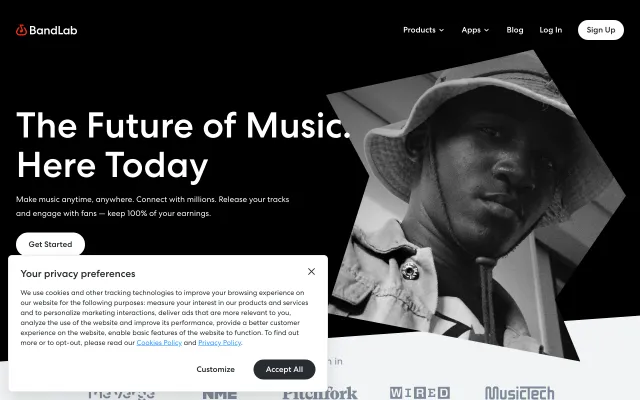 BandLab
Products
Apps
Blog
Log In
Sign Up
The Future of Music.
Here Today
Make music anytime, anywhere. Connect with millions. Release your tracks
and engage with fans — keep 100% of your earnings.
Get Started
Your privacy preferences
We use cookies and other tracking technologies to improve your browsing experience on
our website for the following purposes: measure your interest in our products and services
and to personalize marketing interactions, deliver ads that are more relevant to you,
analyze the use of the website and improve its performance, provide a better customer
experience on the website, enable basic features of the website to function. To find out
more or to opt-out, please read our Cookies Policy and Privacy Policy.
Customize
Accept All
in
NME
Pitchfork
WIRED
MusicTech